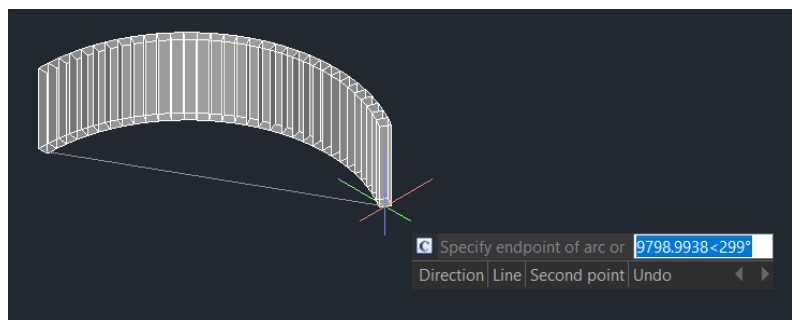 C Specify endpoint of arc or 9798.9938<299°
Direction Line Second point Undo